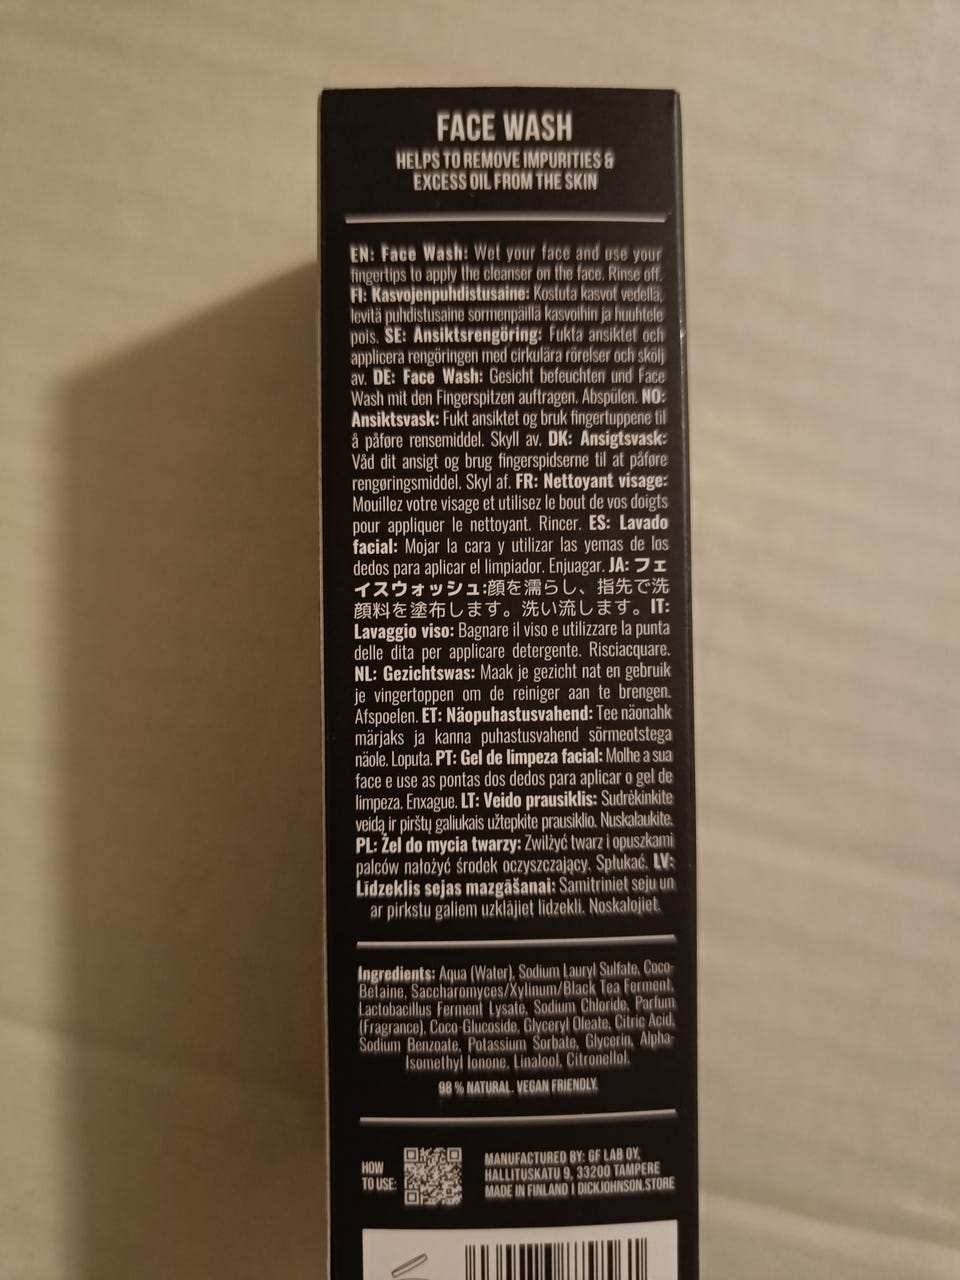 FACE WASH
HELPS TO REMOVE IMPURITIES &
EXCESS OIL FROM THE SKIN
EN: Face Wash: Wet your face and use your
fingertips to apply the cleanser on the face. Rinse off.
FI: Kasvojenpuhdistusaine: Kostuta kasvot vedellä,
levitä puhdistusaine sormenpäillä kasvoihin ja huuhtele
pois. SE: Ansiktsrengöring: Fukta ansiktet och
applicera rengöringen med cirkulära rörelser och skölj
av. DE: Face Wash: Gesicht befeuchten und Face
Wash mit den Fingerspitzen auftragen. Abspülen. NO:
Ansiktsvask: Fukt ansiktet og bruk fingertuppene til
å påføre rensemiddel. Skyll av. DK: Ansigtsvask:
Våd dit ansigt og brug fingerspidserne til at påføre
rengøringsmiddel. Skyl af. FR: Nettoyant visage:
Mouillez votre visage et utilisez le bout de vos doigts
pour appliquer le nettoyant. Rincer. ES: Lavado
facial: Mojar la cara y utilizar las yemas de los
dedos para aplicar el limpiador. Enjuagar. JA: フェ
イスウォッシュ:顔を濡らし、指先で洗
顔料を塗布します。洗い流します。IT:
Lavaggio viso: Bagnare il viso e utilizzare la punta
delle dita per applicare detergente. Risciacquare.
NL: Gezichtswas: Maak je gezicht nat en gebruik
je vingertoppen om de reiniger aan te brengen.
Afspoelen. ET: Näopuhastusvahend: Tee näonahk
märjaks ja kanna puhastusvahend sõrmeotstega
näole. Loputa. PT: Gel de limpeza facial: Molhe a sua
face e use as pontas dos dedos para aplicar o gel de
limpeza. Enxague. LT: Veido prausiklis: Sudrėkinkite
veidą ir pirštų galiukais užtepkite prausiklio. Nuskalaukite.
PL: Żel do mycia twarzy: Zwilżyć twarz i opuszkami
palców nałożyć środek oczyszczający. Spłukać. LV:
Līdzeklis sejas mazgāšanai: Samitriniet seju un
ar pirkstu galiem uzklājiet līdzekli. Noskalojiet.
Ingredients: Aqua (Water), Sodium Lauryl Sulfate, Coco-
Betaine, Saccharomyces/Xylinum/Black Tea Ferment,
Lactobacillus Ferment Lysate, Sodium Chloride, Parfum
(Fragrance), Coco-Glucoside, Glyceryl Oleate, Citric Acid,
Sodium Benzoate, Potassium Sorbate, Glycerin, Alpha-
Isomethyl Ionone, Linalool, Citronellol.
98 % NATURAL. VEGAN FRIENDLY.
HOW
TO USE:
MANUFACTURED BY: GF LAB OY,
HALLITUSKATU 9, 33200 TAMPERE
MADE IN FINLAND | DICKJOHNSON.STORE